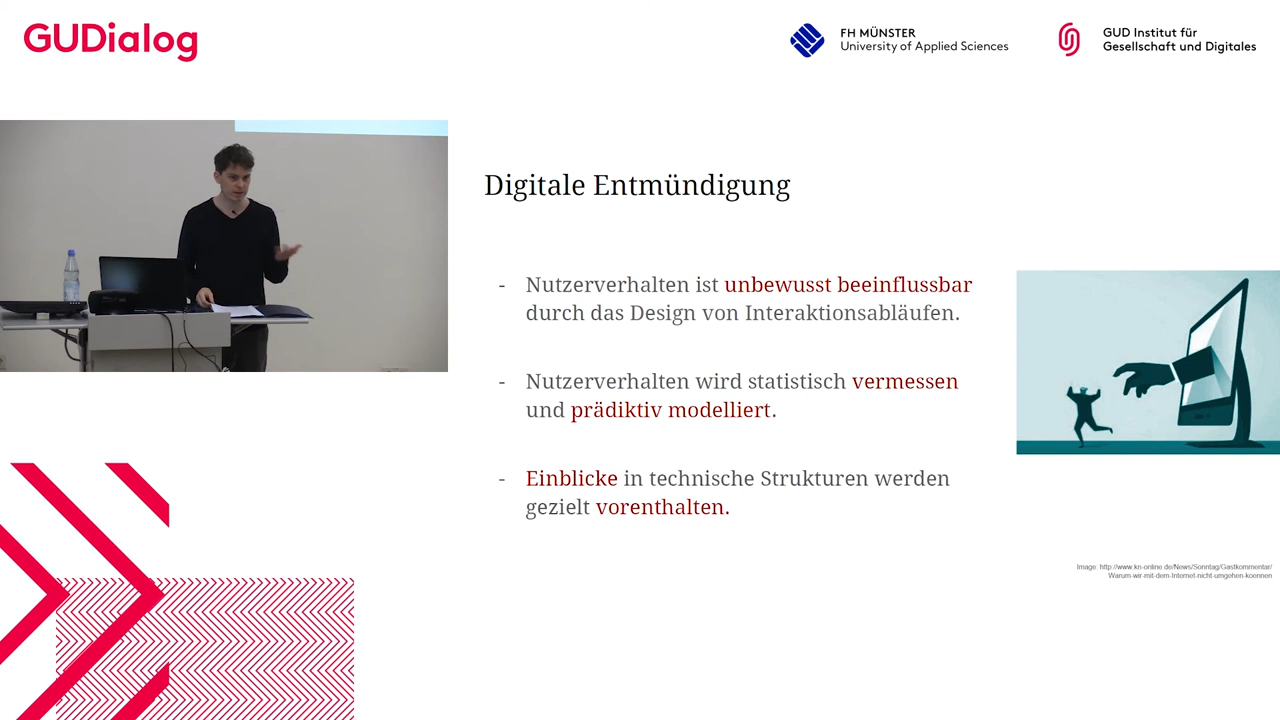 GUDialog
FH MÜNSTER
University of Applied Sciences
GUD Institut für
Gesellschaft und Digitales
Digitale Entmündigung
- Nutzerverhalten ist unbewusst beeinflussbar
durch das Design von Interaktionsabläufen.
- Nutzerverhalten wird statistisch vermessen
und prädiktiv modelliert.
- Einblicke in technische Strukturen werden
gezielt vorenthalten.
Image: http://www.kn-online.de/News/Sonntag/Gastkommentar/
Warum-wir-mit-dem-Internet-nicht-umgehen-koennen